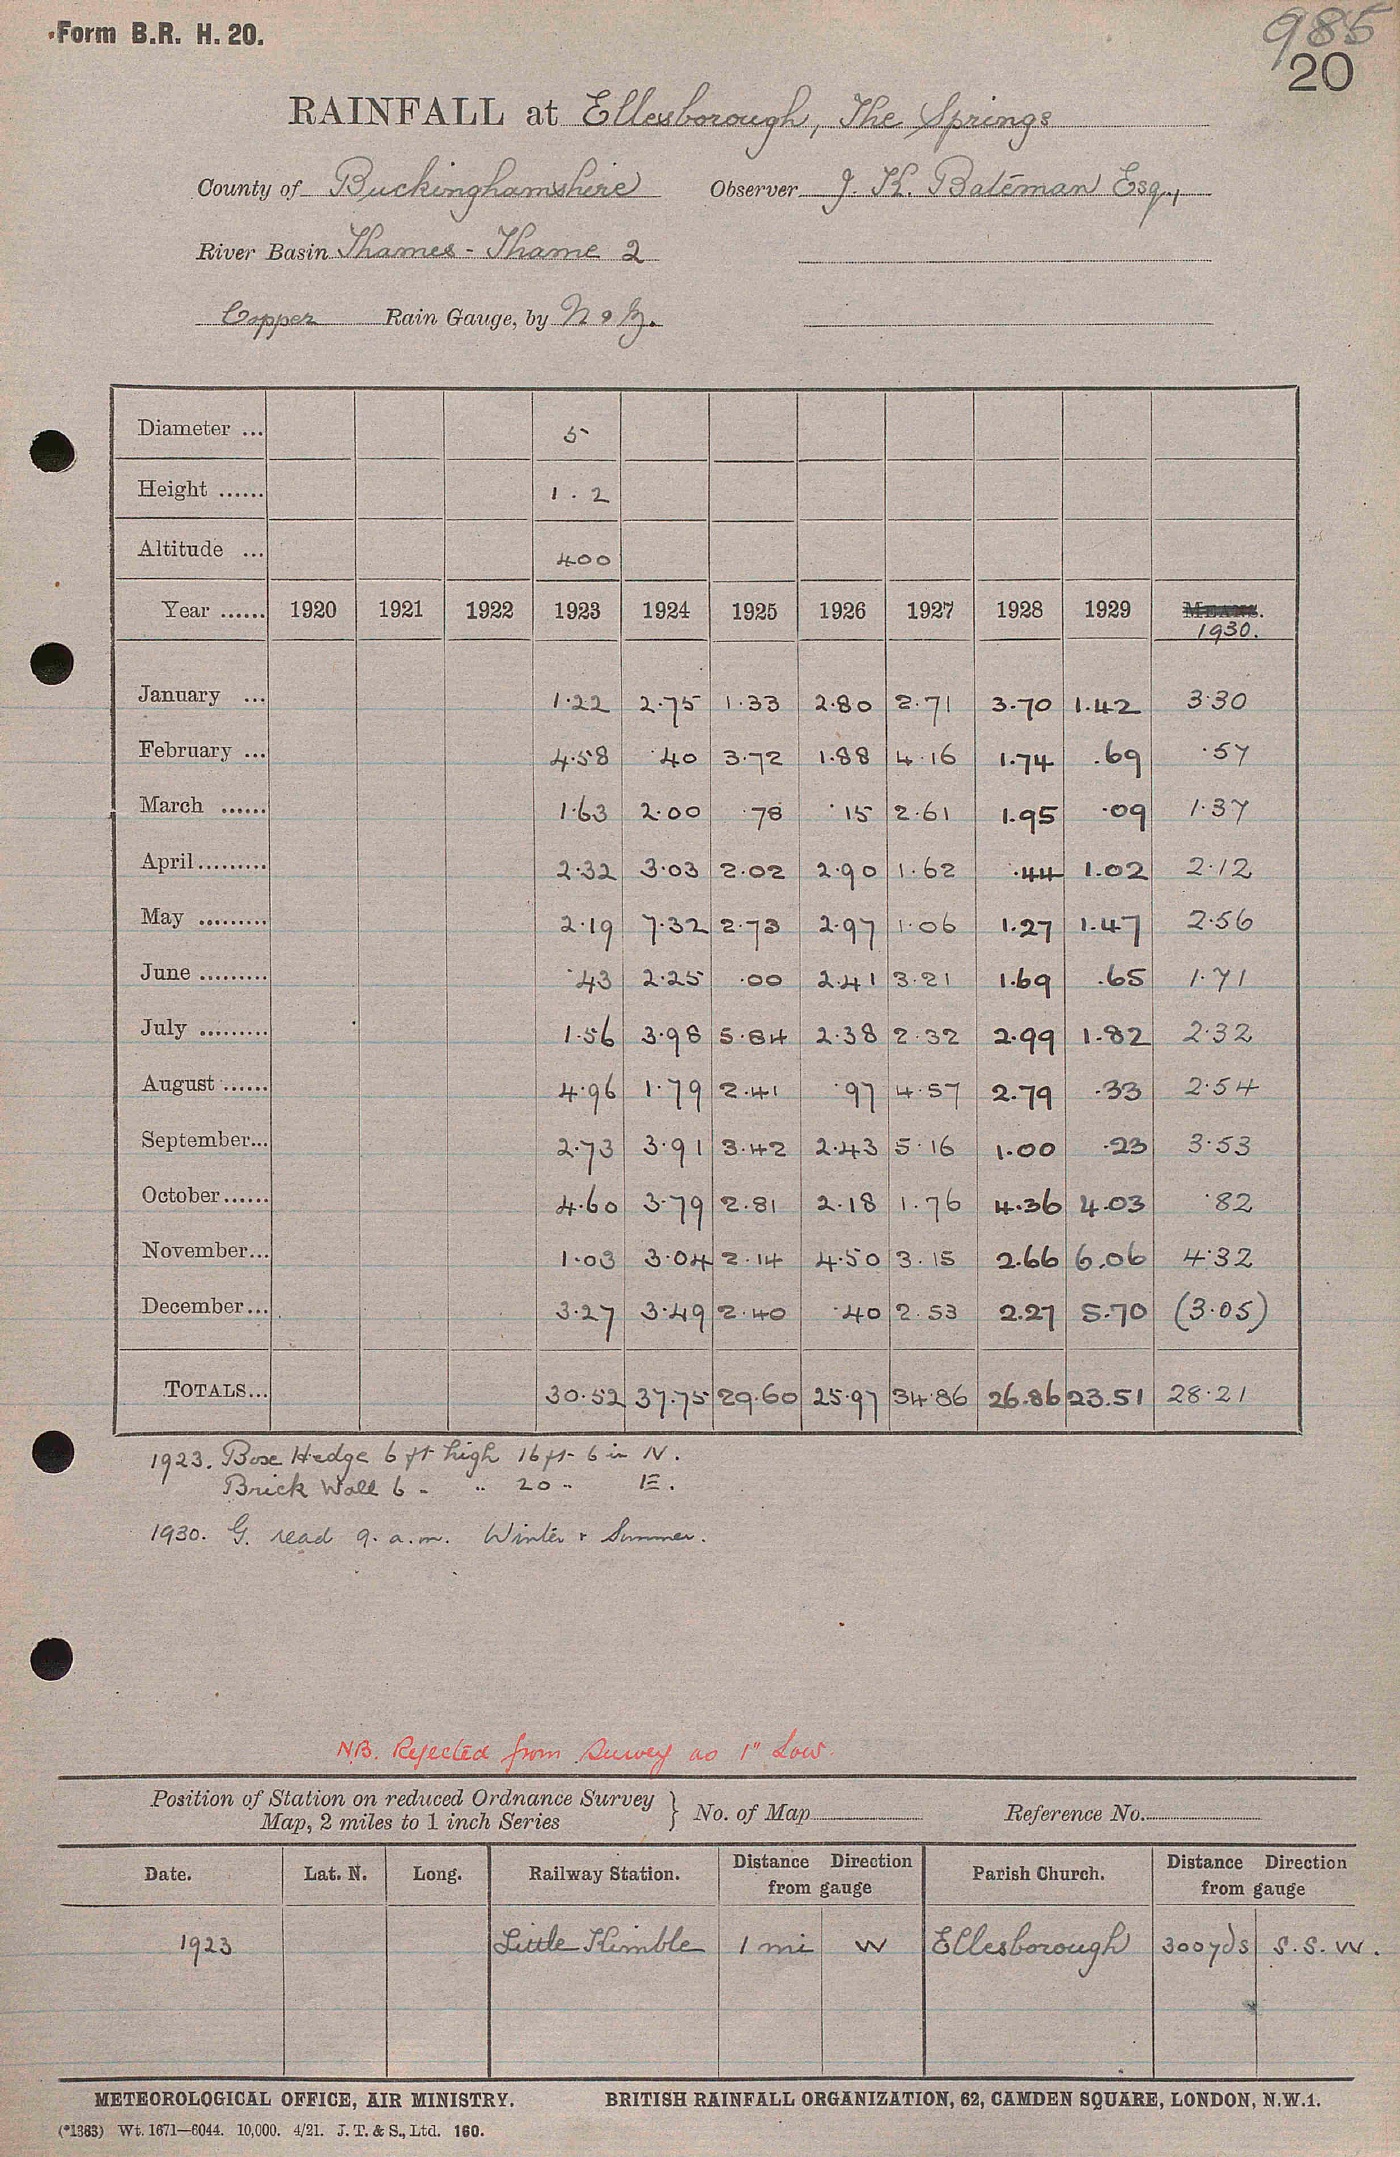 Form B.R. H. 20.
985
20
RAINFALL at Ellesborough, The Springs
County of Buckinghamshire Observer J. K. Bateman Esq.,
River Basin Thames - Thame 2
Copper Rain Gauge, by N & Z.
Diameter ... 5
Height ...... 1.2
Altitude ... 400
Year ...... 1920 1921 1922 1923 1924 1925 1926 1927 1928 1929 MEANS. 1930.
January ... 1.22 2.75 1.33 2.80 2.71 3.70 1.42 3.30
February ... 4.58 .40 3.72 1.88 4.16 1.74 .69 .57
March ...... 1.63 2.00 .78 .15 2.61 1.95 .09 1.37
April......... 2.32 3.03 2.02 2.90 1.62 .44 1.02 2.12
May ......... 2.19 7.32 2.73 2.97 1.06 1.27 1.47 2.56
June ......... .43 2.25 .00 2.41 3.21 1.69 .65 1.71
July ......... 1.56 3.98 5.84 2.38 2.32 2.99 1.82 2.32
August ...... 4.96 1.79 2.41 .97 4.57 2.79 .33 2.54
September... 2.73 3.91 3.42 2.43 5.16 1.00 .23 3.53
October...... 4.60 3.79 2.81 2.18 1.76 4.36 4.03 .82
November... 1.03 3.04 2.14 4.50 3.15 2.66 6.06 4.32
December... 3.27 3.49 2.40 .40 2.53 2.27 5.70 (3.05)
TOTALS... 30.52 37.75 29.60 25.97 34.86 26.86 23.51 28.21
1923. Box Hedge 6 ft high 16 ft 6 in N.
Brick Wall 6 " " 20 " E.
1930. G. read 9. a.m. Winter & Summer.
N.B. Rejected from Survey as 1" Low.
Position of Station on reduced Ordnance Survey
Map, 2 miles to 1 inch Series } No. of Map Reference No.
Date. Lat. N. Long. Railway Station. Distance Direction from gauge Parish Church. Distance Direction from gauge
1923 Little Kimble 1 mi W Ellesborough 300 yds S.S.W.
METEOROLOGICAL OFFICE, AIR MINISTRY. BRITISH RAINFALL ORGANIZATION, 62, CAMDEN SQUARE, LONDON, N.W.1.
(*1383) Wt. 1671—6044. 10,000. 4/21. J. T. & S., Ltd. 160.